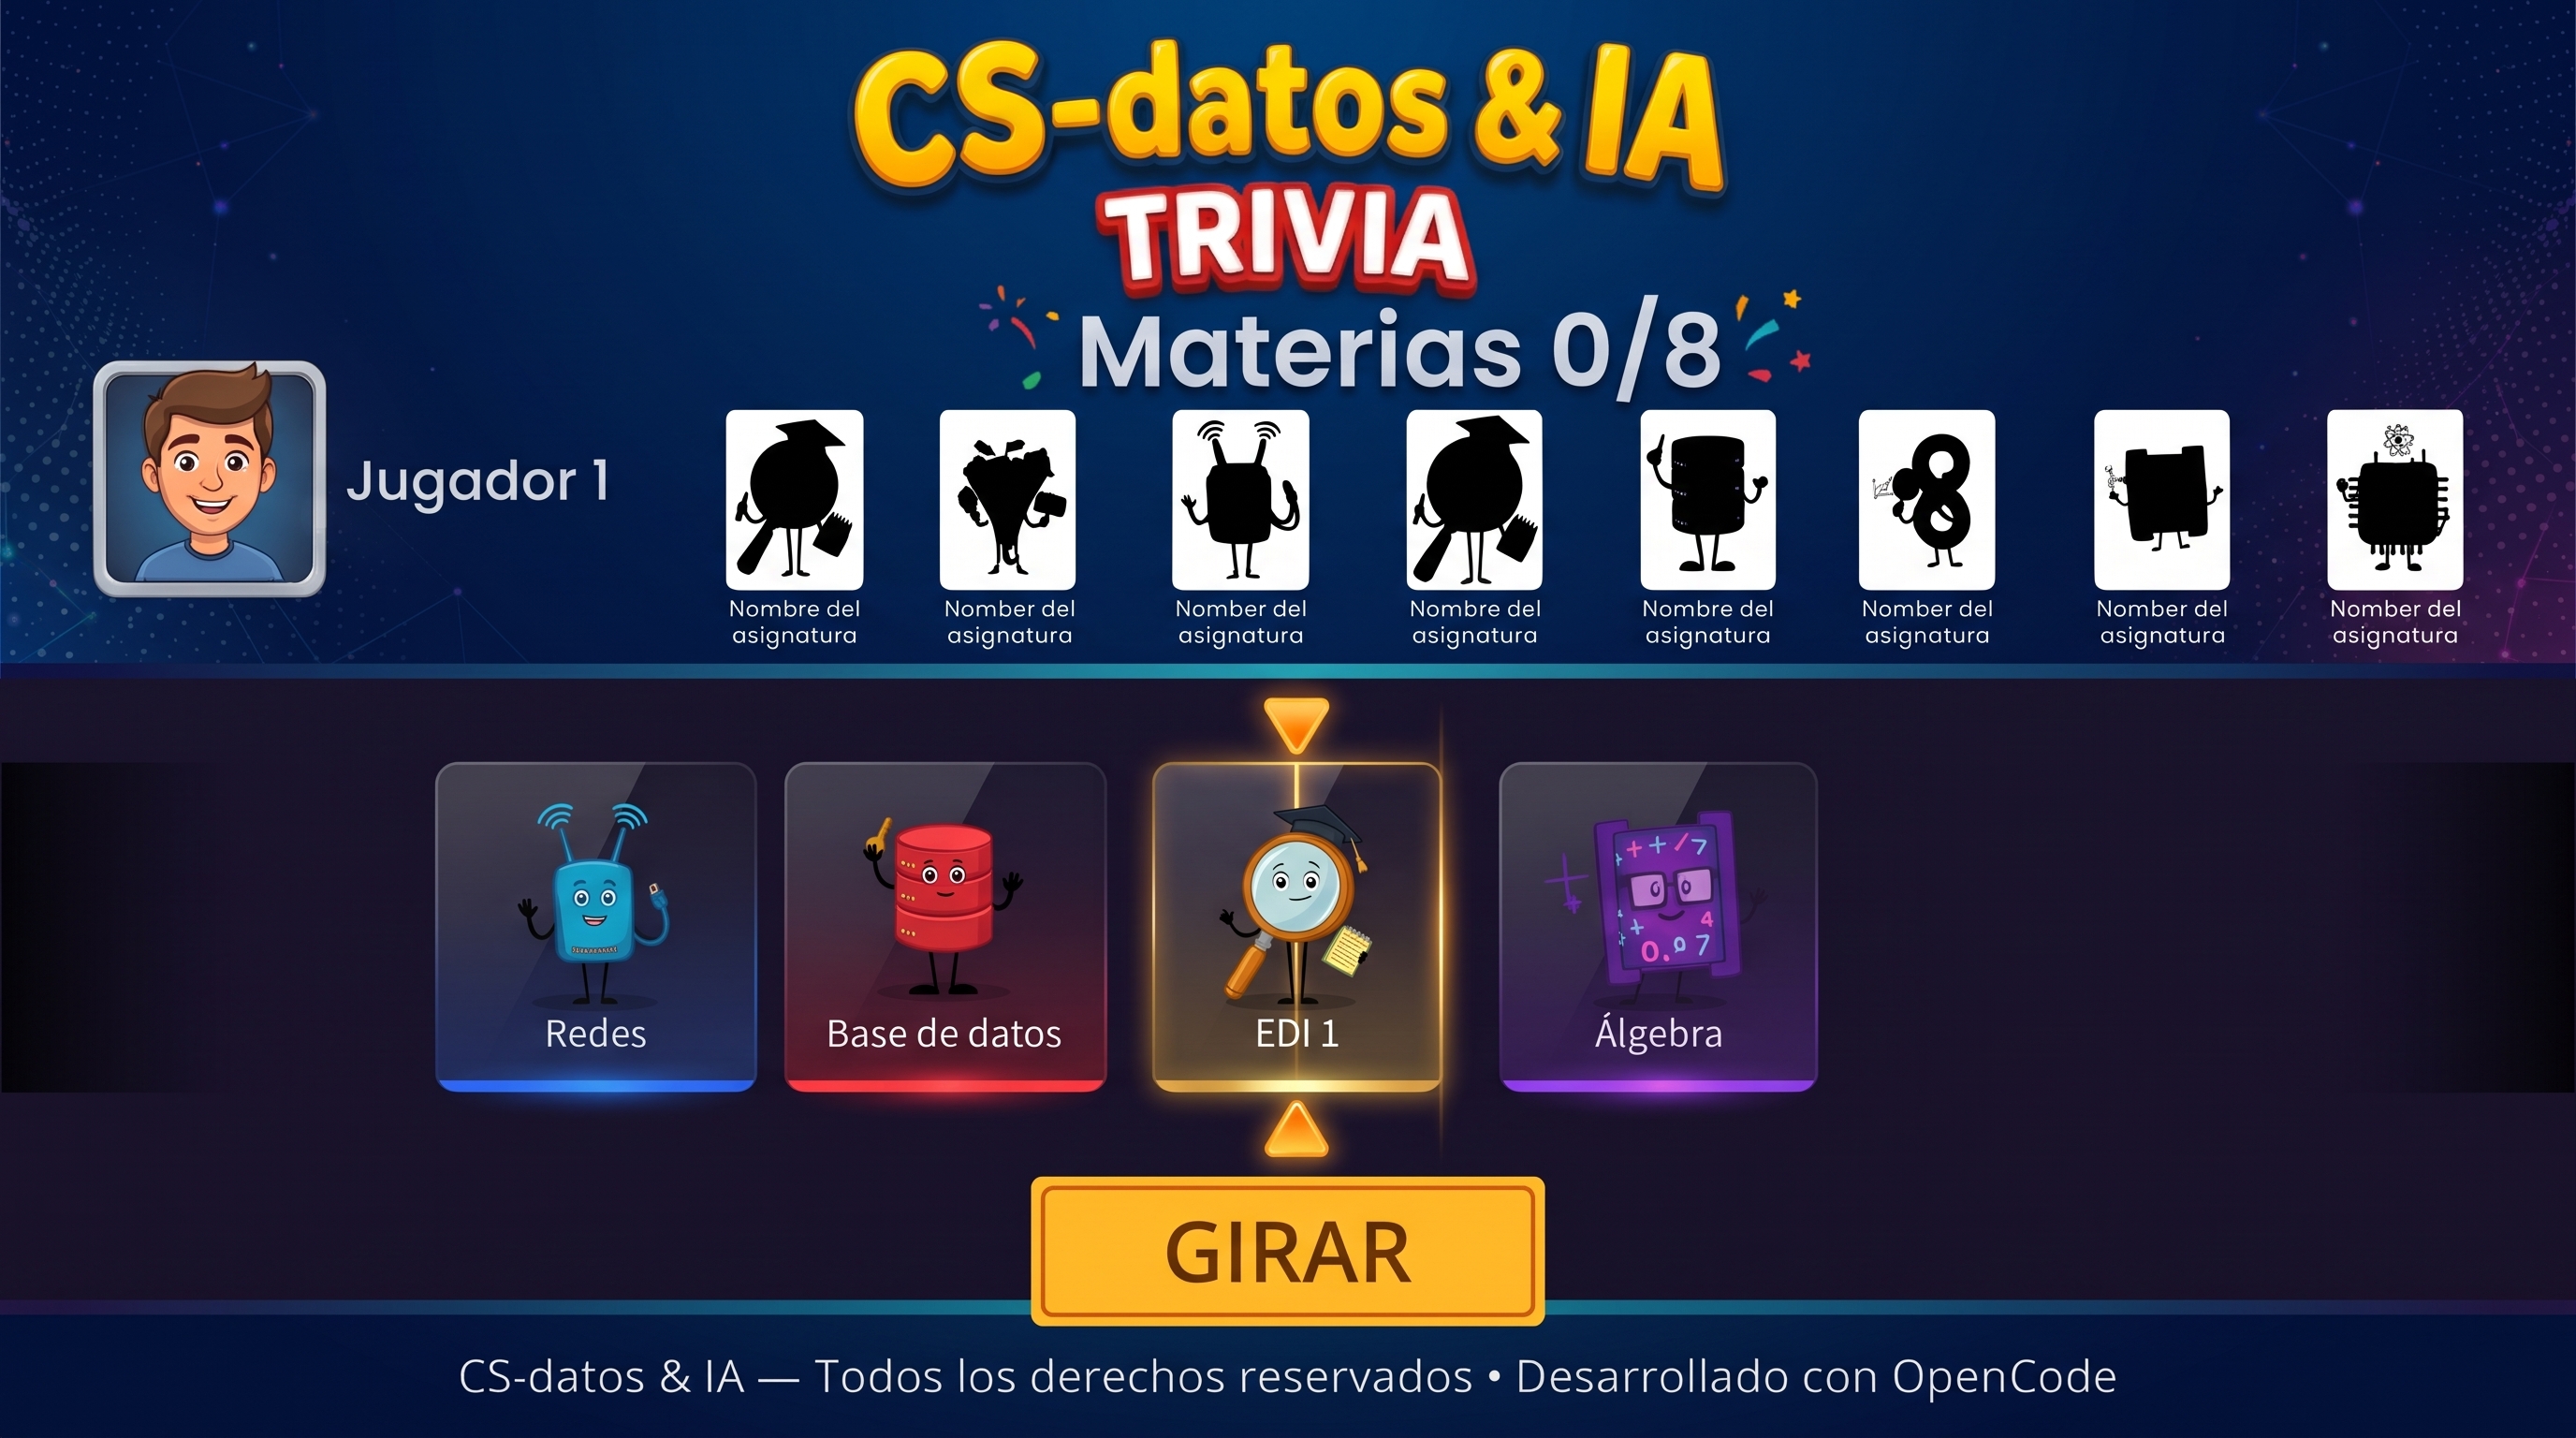 CS-datos & IA
TRIVIA
Materias 0/8
Jugador 1
Nombre del
asignatura
Nomber del
asignatura
Nomber del
asignatura
Nombre del
asignatura
Nombre del
asignatura
Nomber del
asignatura
Nomber del
asignatura
Nomber del
asignatura
Redes
Base de datos
EDI 1
Álgebra
GIRAR
CS-datos & IA — Todos los derechos reservados • Desarrollado con OpenCode